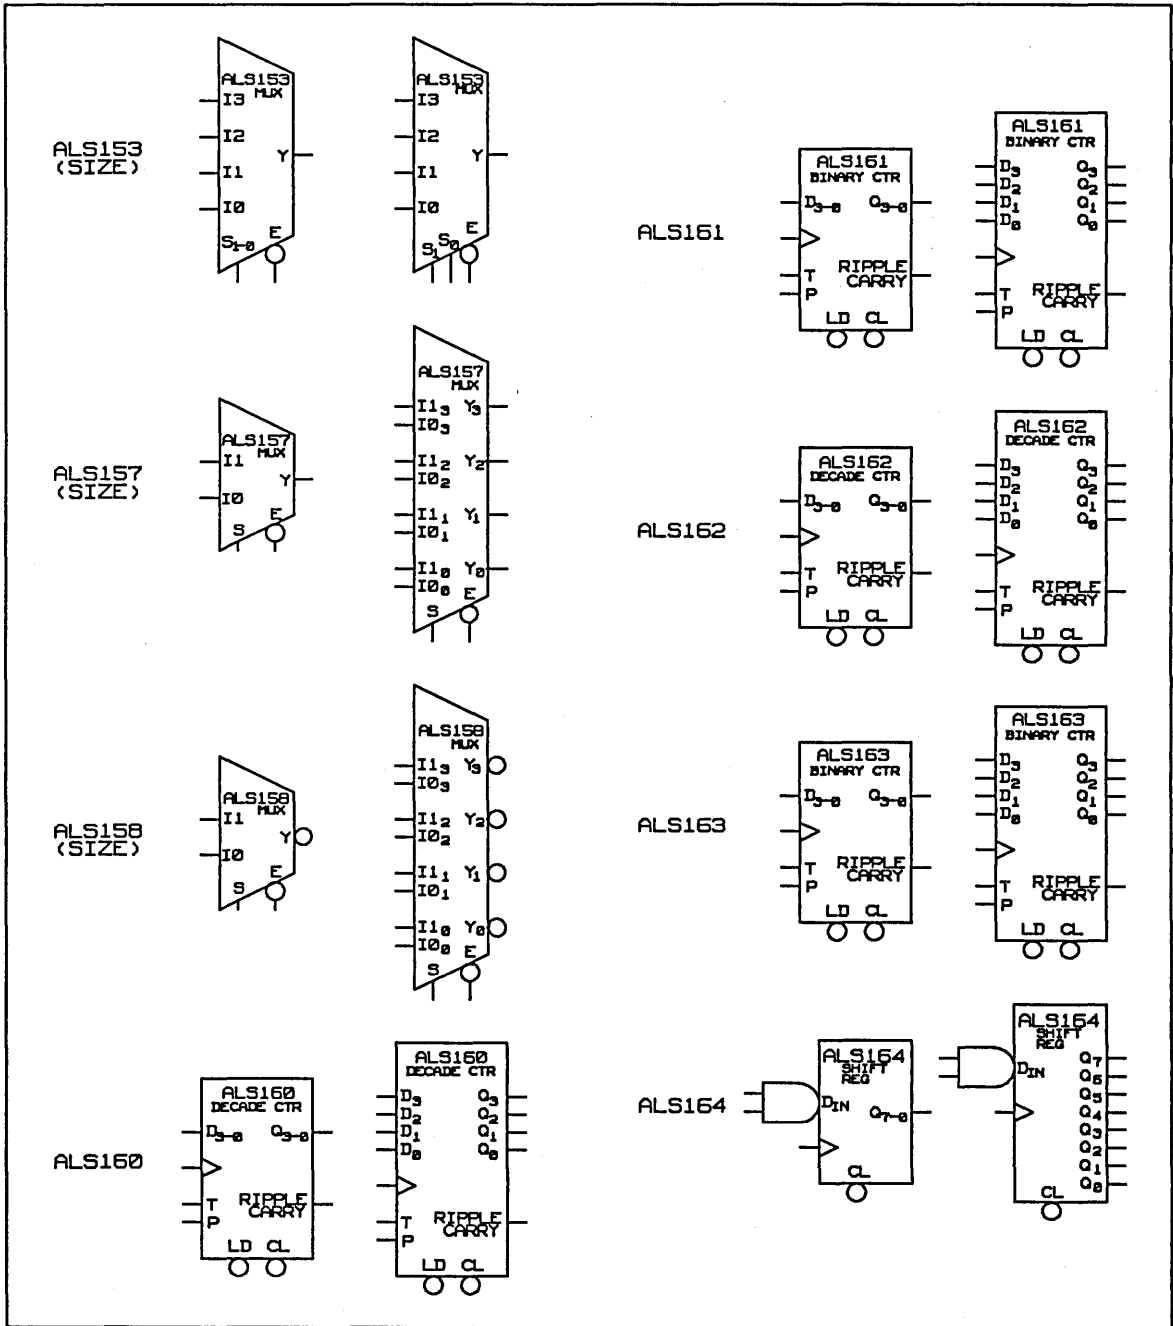 ALS153
(SIZE)
ALS153
MUX
I3
I2
I1
I0
Y
S1-0
E
ALS153
MUX
I3
I2
I1
I0
Y
S1
S0
E
ALS157
(SIZE)
ALS157
MUX
I1
I0
Y
S
E
ALS157
MUX
I13 Y3
I03
I12 Y2
I02
I11 Y1
I01
I10 Y0
I00
S
E
ALS158
(SIZE)
ALS158
MUX
I1
I0
Y
S
E
ALS158
MUX
I13 Y3
I03
I12 Y2
I02
I11 Y1
I01
I10 Y0
I00
S
E
ALS160
ALS160
DECADE CTR
D3-0 Q3-0
T RIPPLE
P CARRY
LD CL
ALS160
DECADE CTR
D3 Q3
D2 Q2
D1 Q1
D0 Q0
T RIPPLE
P CARRY
LD CL
ALS161
ALS161
BINARY CTR
D3-0 Q3-0
T RIPPLE
P CARRY
LD CL
ALS161
BINARY CTR
D3 Q3
D2 Q2
D1 Q1
D0 Q0
T RIPPLE
P CARRY
LD CL
ALS162
ALS162
DECADE CTR
D3-0 Q3-0
T RIPPLE
P CARRY
LD CL
ALS162
DECADE CTR
D3 Q3
D2 Q2
D1 Q1
D0 Q0
T RIPPLE
P CARRY
LD CL
ALS163
ALS163
BINARY CTR
D3-0 Q3-0
T RIPPLE
P CARRY
LD CL
ALS163
BINARY CTR
D3 Q3
D2 Q2
D1 Q1
D0 Q0
T RIPPLE
P CARRY
LD CL
ALS164
ALS164
SHIFT
REG
DIN
Q7-0
CL
ALS164
SHIFT
REG
DIN
Q7
Q6
Q5
Q4
Q3
Q2
Q1
Q0
CL